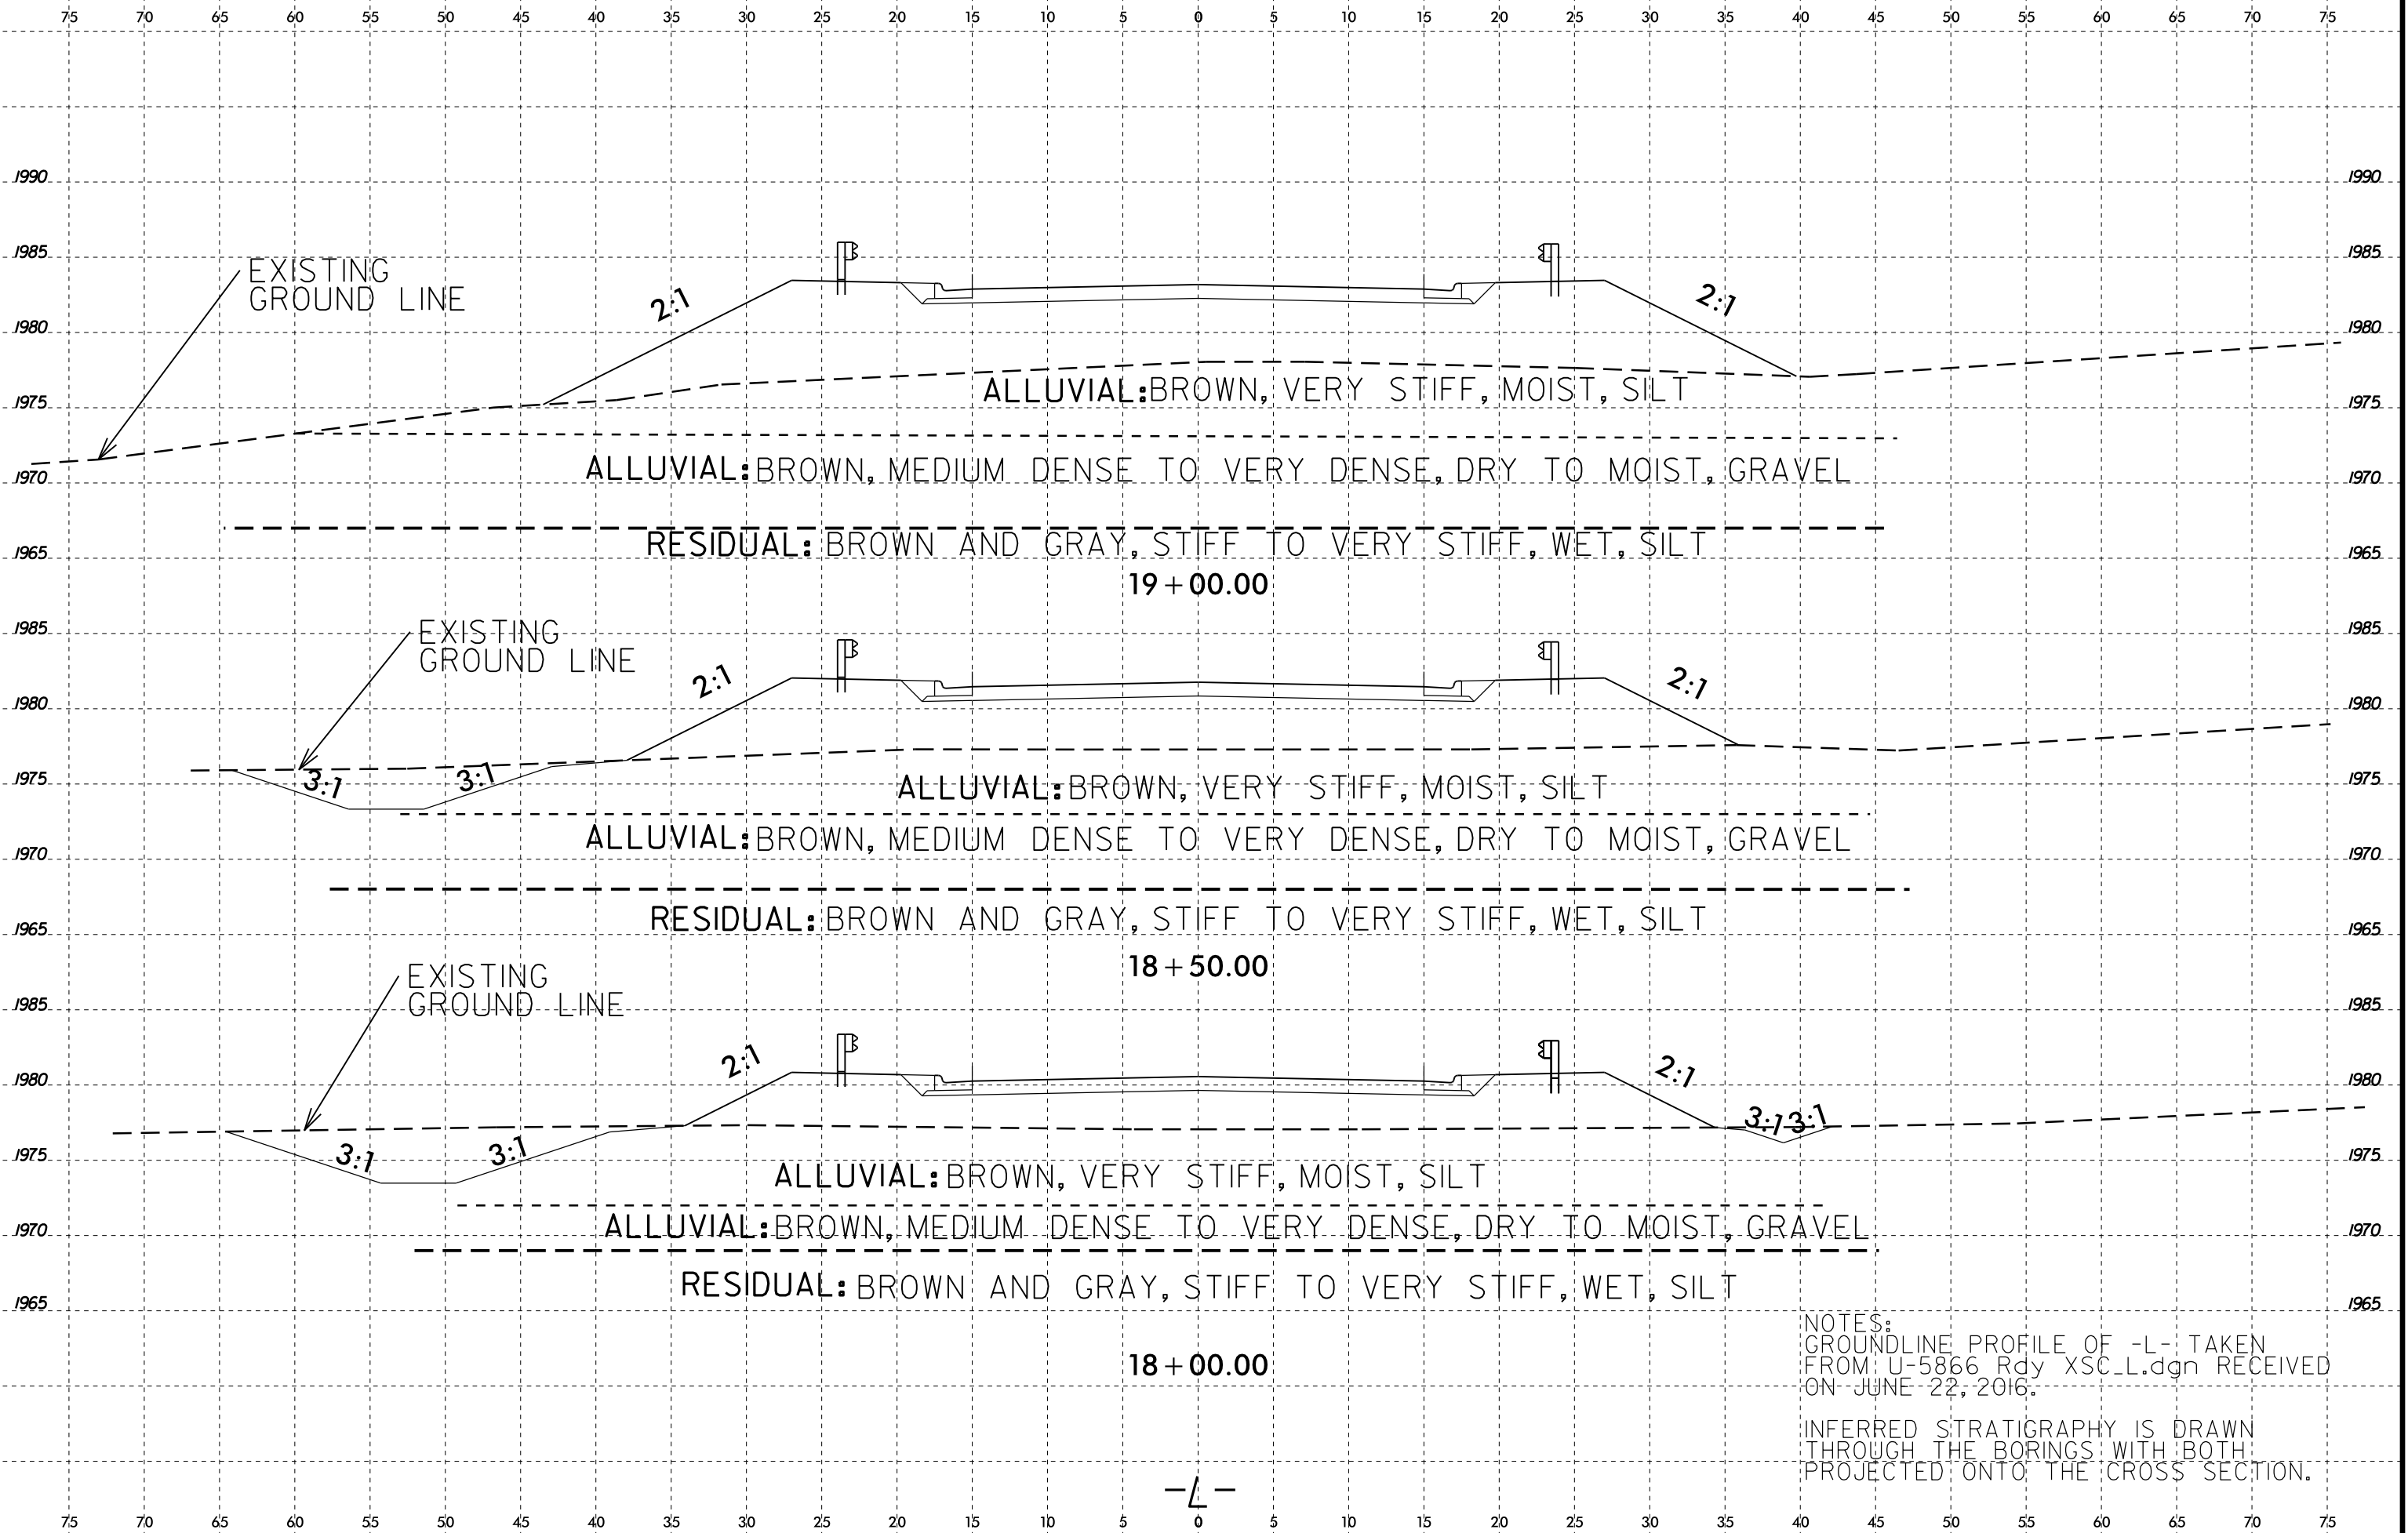 75 70 65 60 55 50 45 40 35 30 25 20 15 10 5 0 5 10 15 20 25 30 35 40 45 50 55 60 65 70 75
1990 1990
1985 1985
EXISTING
GROUND LINE
2:1 2:1
1980 1980
ALLUVIAL: BROWN, VERY STIFF, MOIST, SILT
1975 1975
ALLUVIAL: BROWN, MEDIUM DENSE TO VERY DENSE, DRY TO MOIST, GRAVEL
1970 1970
RESIDUAL: BROWN AND GRAY, STIFF TO VERY STIFF, WET, SILT
1965 1965
19+00.00
1985 1985
EXISTING
GROUND LINE
2:1 2:1
1980 1980
3:1 3:1
1975 1975
ALLUVIAL: BROWN, VERY STIFF, MOIST, SILT
ALLUVIAL: BROWN, MEDIUM DENSE TO VERY DENSE, DRY TO MOIST, GRAVEL
1970 1970
RESIDUAL: BROWN AND GRAY, STIFF TO VERY STIFF, WET, SILT
1965 1965
18+50.00
EXISTING
GROUND LINE
1985 1985
2:1 2:1
1980 1980
3:1 3:1 3:1 3:1
1975 1975
ALLUVIAL: BROWN, VERY STIFF, MOIST, SILT
ALLUVIAL: BROWN, MEDIUM DENSE TO VERY DENSE, DRY TO MOIST, GRAVEL
1970 1970
RESIDUAL: BROWN AND GRAY, STIFF TO VERY STIFF, WET, SILT
1965 1965
18+00.00
NOTES:
GROUNDLINE PROFILE OF -L- TAKEN
FROM U-5866 Rdy XSC_L.dgn RECEIVED
ON JUNE 22, 2016.
INFERRED STRATIGRAPHY IS DRAWN
THROUGH THE BORINGS WITH BOTH
PROJECTED ONTO THE CROSS SECTION.
-L-
75 70 65 60 55 50 45 40 35 30 25 20 15 10 5 0 5 10 15 20 25 30 35 40 45 50 55 60 65 70 75